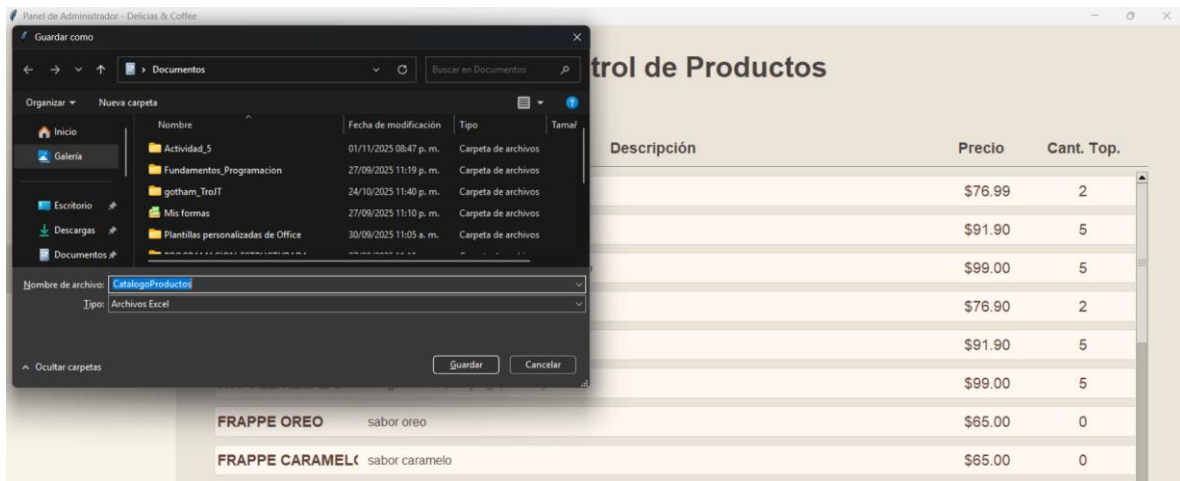 Panel de Administrador - Delicias & Coffee
Guardar como
trol de Productos
Documentos
Buscar en Documentos
Organizar
Nueva carpeta
Nombre Fecha de modificación Tipo Tamañ
Inicio
Galería
Escritorio
Descargas
Documentos
Actividad_5 01/11/2025 08:47 p. m. Carpeta de archivos
Fundamentos_Programacion 27/09/2025 11:19 p. m. Carpeta de archivos
gotham_TroJT 24/10/2025 11:40 p. m. Carpeta de archivos
Mis formas 27/09/2025 11:10 p. m. Carpeta de archivos
Plantillas personalizadas de Office 30/09/2025 11:05 a. m. Carpeta de archivos
Nombre de archivo: CatalogoProductos
Tipo: Archivos Excel
Ocultar carpetas
Guardar
Cancelar
Descripción Precio Cant. Top.
$76.99 2
$91.90 5
$99.00 5
$76.90 2
$91.90 5
$99.00 5
FRAPPE OREO sabor oreo $65.00 0
FRAPPE CARAMEL sabor caramelo $65.00 0